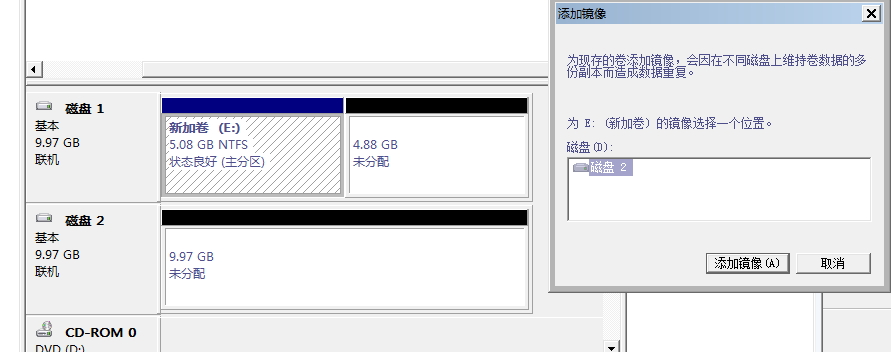 添加镜像
为现存的卷添加镜像，会因在不同磁盘上维持卷数据的多
份副本而造成数据重复。
为 E: (新加卷) 的镜像选择一个位置。
磁盘(D):
磁盘 2
添加镜像(A)
取消
磁盘 1
基本
9.97 GB
联机
新加卷 (E:)
5.08 GB NTFS
状态良好 (主分区)
4.88 GB
未分配
磁盘 2
基本
9.97 GB
联机
9.97 GB
未分配
CD-ROM 0
DVD (D:)